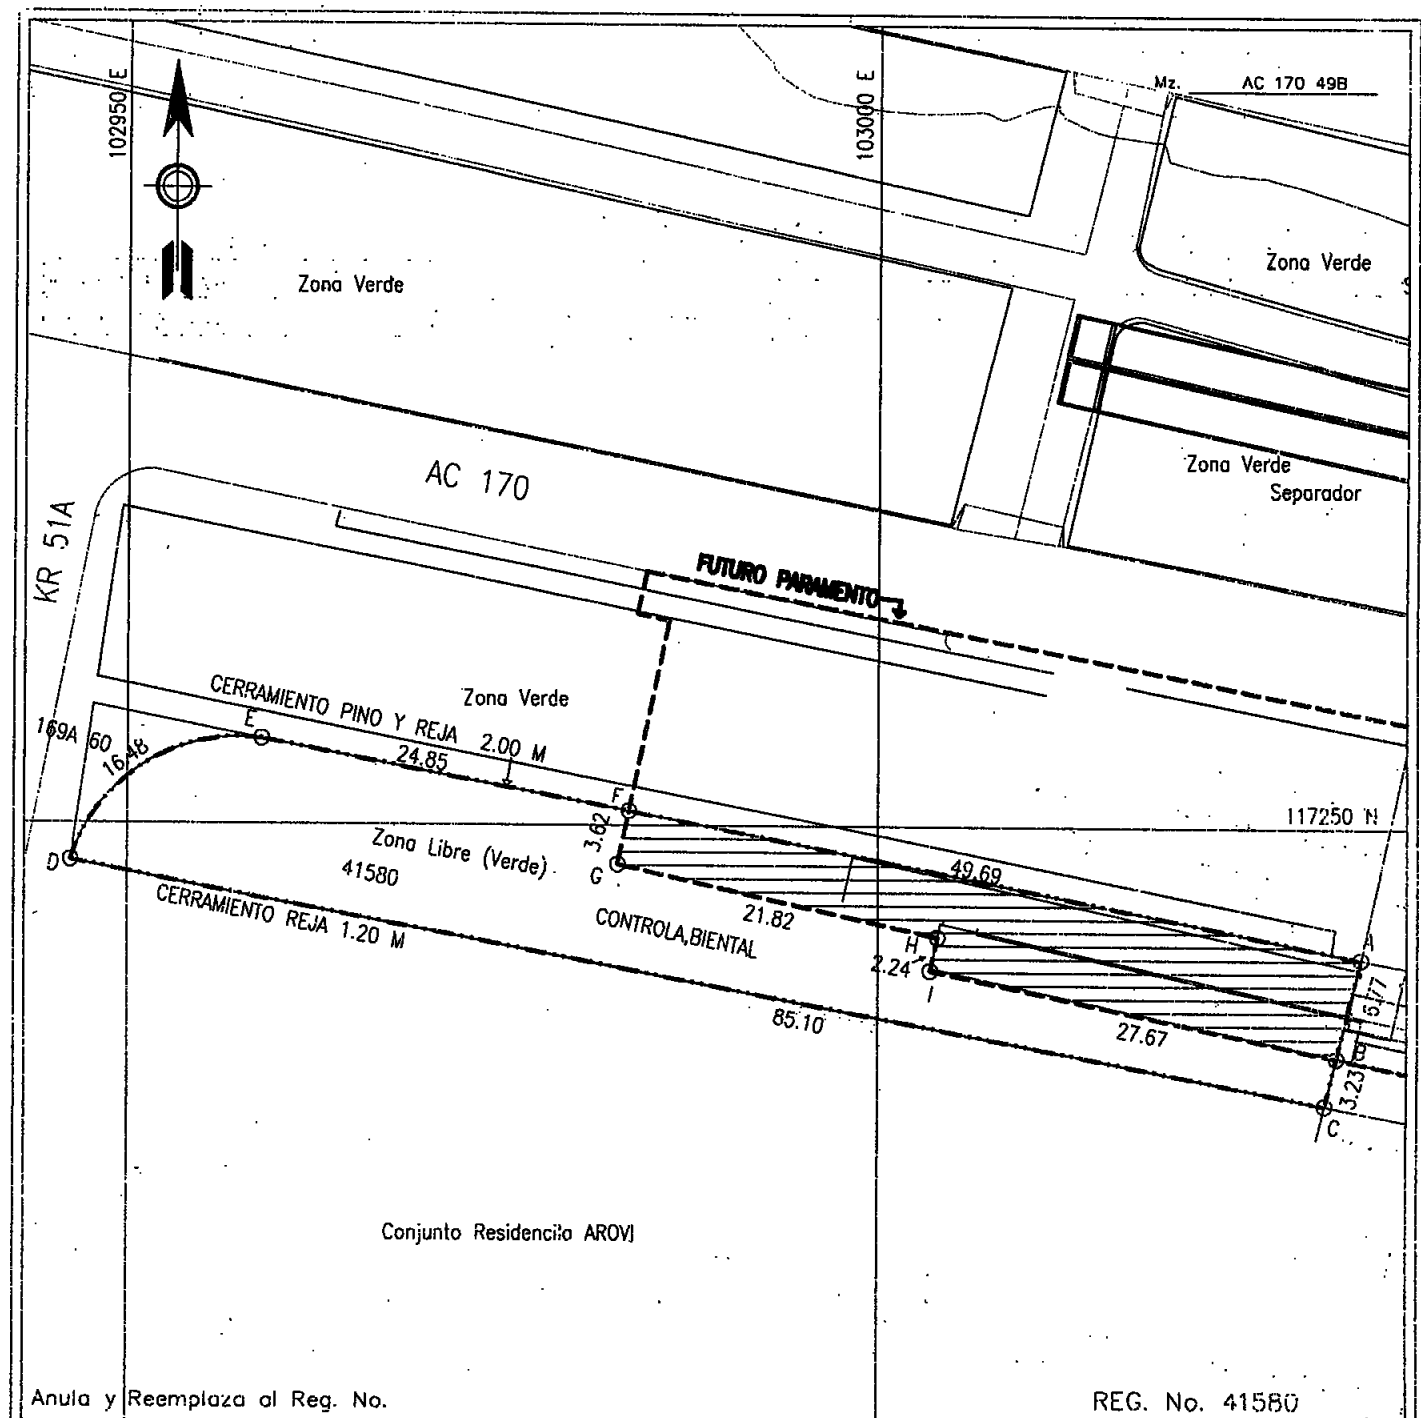 102950 E
103000 E
Mz. AC 170 49B
Zona Verde
Zona Verde
Zona Verde
Separador
AC 170
KR 51A
FUTURO PARAMENTO
CERRAMIENTO PINO Y REJA 2.00 M
Zona Verde
169A 60
16.48
E
24.85
F
117250 N
3.62
D
Zona Libre (Verde)
41580
G
49.69
CERRAMIENTO REJA 1.20 M
21.82
CONTROLA,BIENTAL
H
A
2.24
I
6.77
85.10
27.67
B
3.23
C
Conjunto Residencila AROVI
Anula y Reemplaza al Reg. No.
REG. No. 41580